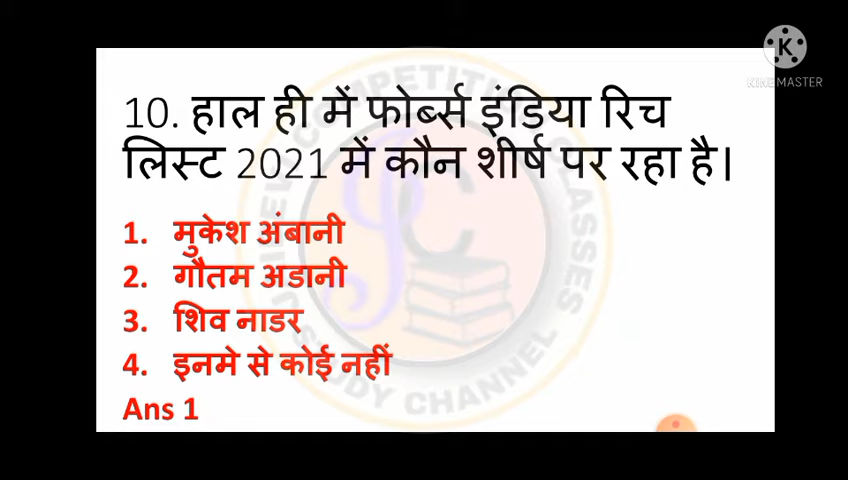 K
KINEMASTER
10. हाल ही में फोर्ब्स इंडिया रिच
लिस्ट 2021 में कौन शीर्ष पर रहा है।
1. मुकेश अंबानी
2. गौतम अडानी
3. शिव नाडर
4. इनमे से कोई नहीं
Ans 1